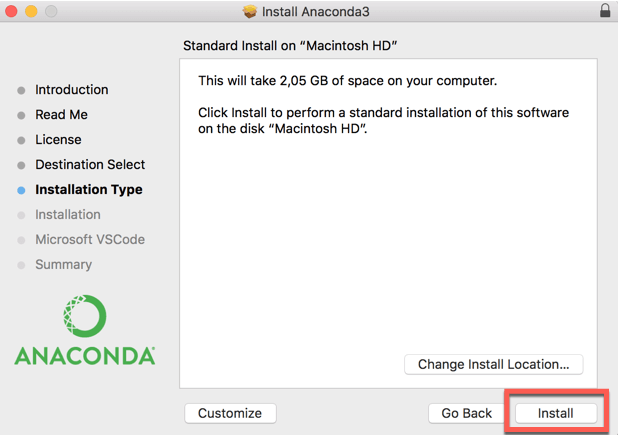 Install Anaconda3
Standard Install on “Macintosh HD”
Introduction
Read Me
License
Destination Select
Installation Type
Installation
Microsoft VSCode
Summary
ANACONDA®
This will take 2,05 GB of space on your computer.
Click Install to perform a standard installation of this software
on the disk “Macintosh HD”.
Change Install Location...
Customize
Go Back
Install